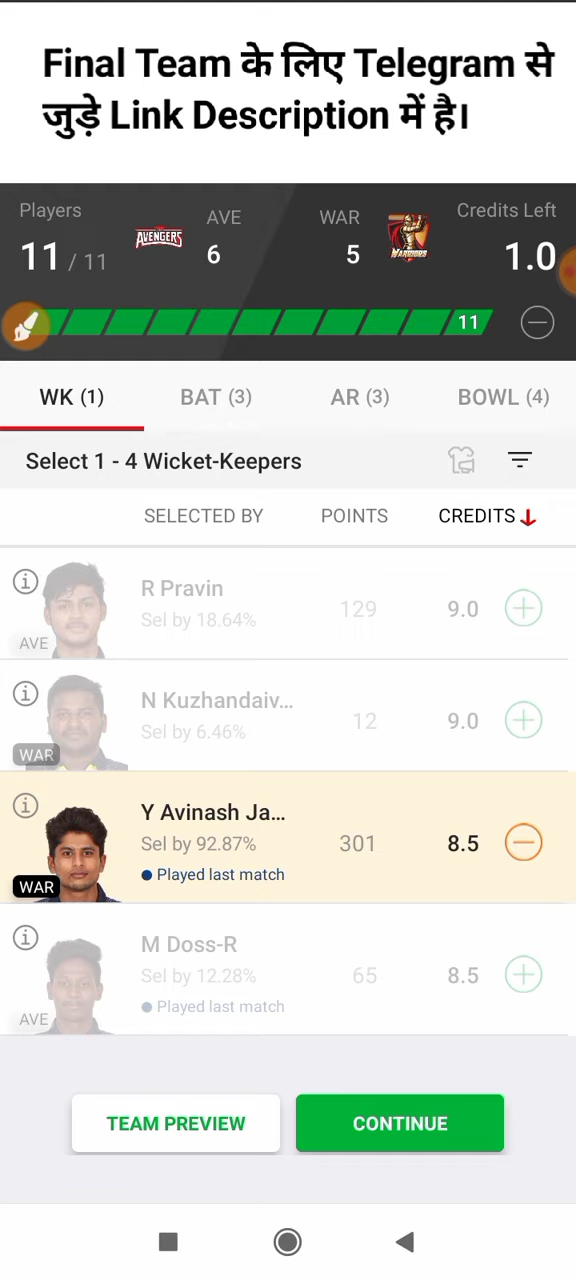 Final Team के लिए Telegram से
जुड़े Link Description में है।
Players AVE WAR Credits Left
11 / 11 AVENGERS 6 5 WARRIORS 1.0
11
WK (1) BAT (3) AR (3) BOWL (4)
Select 1 - 4 Wicket-Keepers
SELECTED BY POINTS CREDITS
R Pravin
Sel by 18.64% 129 9.0
AVE
N Kuzhandaiv...
Sel by 6.46% 12 9.0
WAR
Y Avinash Ja...
Sel by 92.87% 301 8.5
Played last match
WAR
M Doss-R
Sel by 12.28% 65 8.5
Played last match
AVE
TEAM PREVIEW CONTINUE